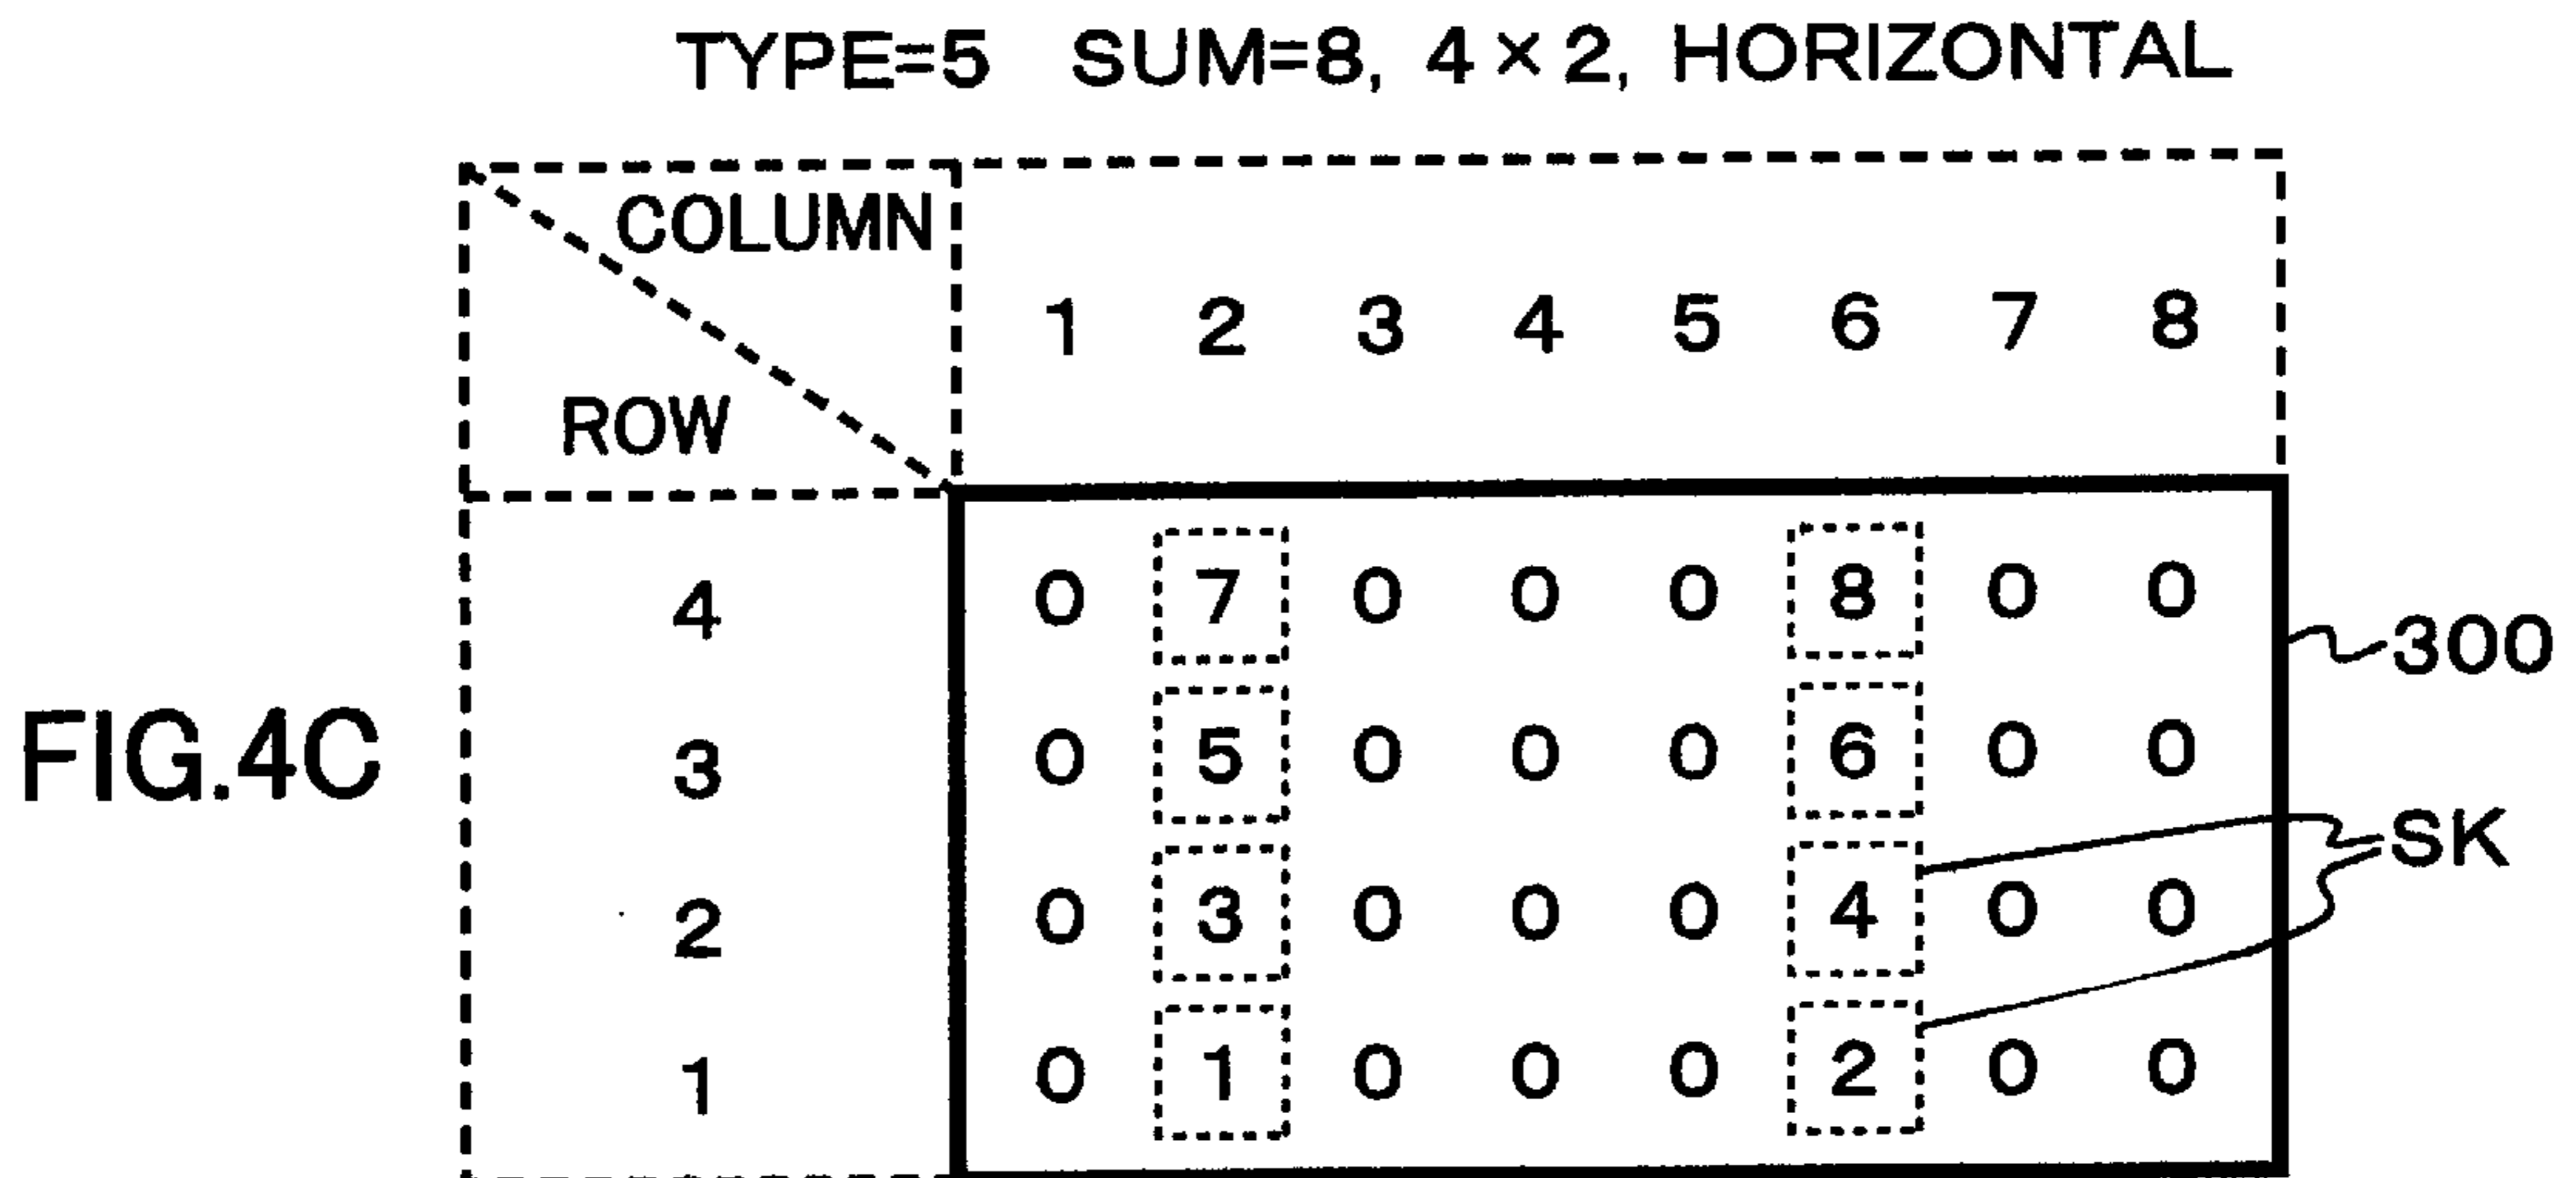 TYPE=5 SUM=8, 4×2, HORIZONTAL
COLUMN
1 2 3 4 5 6 7 8
ROW
4 0 7 0 0 0 8 0 0
300
FIG.4C
3 0 5 0 0 0 6 0 0
SK
2 0 3 0 0 0 4 0 0
1 0 1 0 0 0 2 0 0